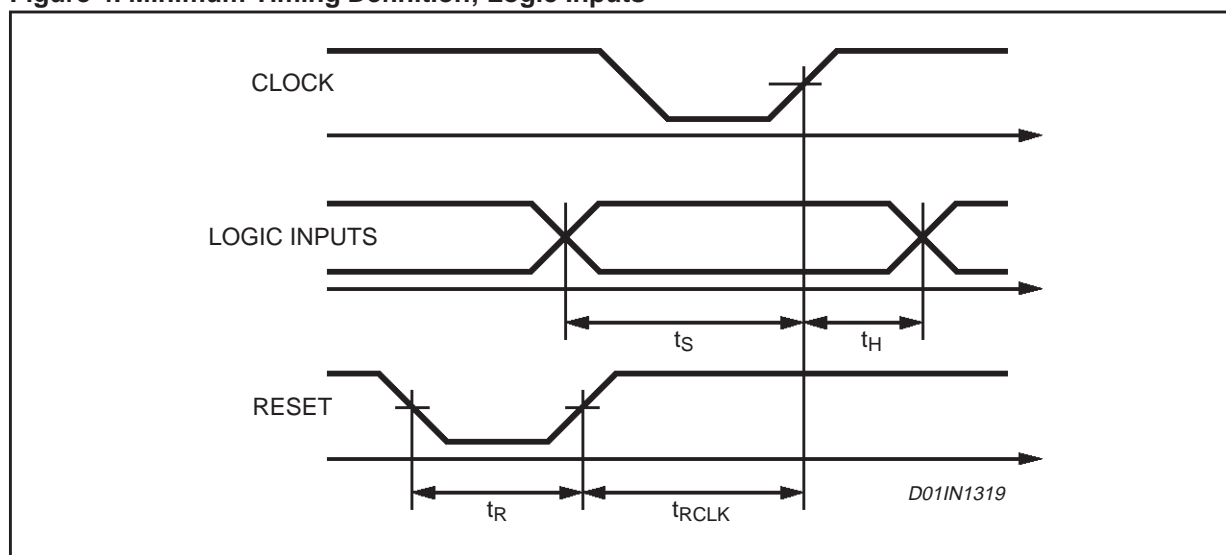 CLOCK
LOGIC INPUTS
tS
tH
RESET
tR
tRCLK
D01IN1319